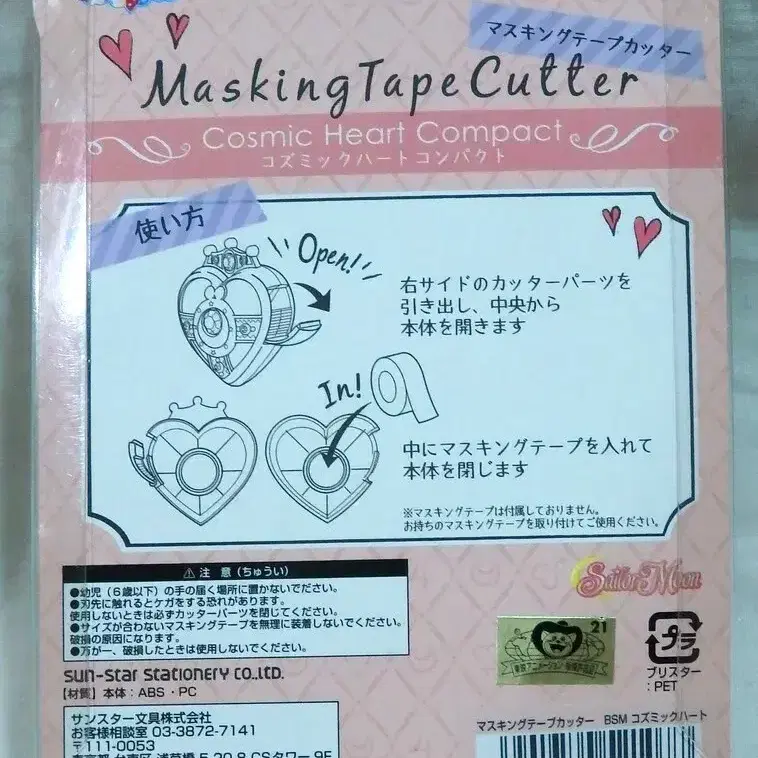 マスキングテープカッター
Masking Tape Cutter
Cosmic Heart Compact
コズミックハートコンパクト
使い方
Open!
右サイドのカッターパーツを
引き出し、中央から
本体を開きます
In!
中にマスキングテープを入れて
本体を閉じます
※マスキングテープは付属しておりません。
お持ちのマスキングテープを取り付けてご使用ください。
⚠注 意(ちゅうい)
●幼児(6歳以下)の手の届く場所に置かないでください。
●刃先に触れるとケガをする恐れがあります。
使用しないときは必ずカッターパーツを閉じてください。
●サイズが合わないマスキングテープを無理に装着しないでください。
破損の原因になります。
●万が一、破損したときは使用しないでください。
sun-star stationery co.,ltd.
【材質】本体:ABS・PC
サンスター文具株式会社
お客様相談室 03-3872-7141
〒111-0053
Sailor Moon
21
プラ
ブリスター
:PET
マスキングテープカッター BSM コズミックハート